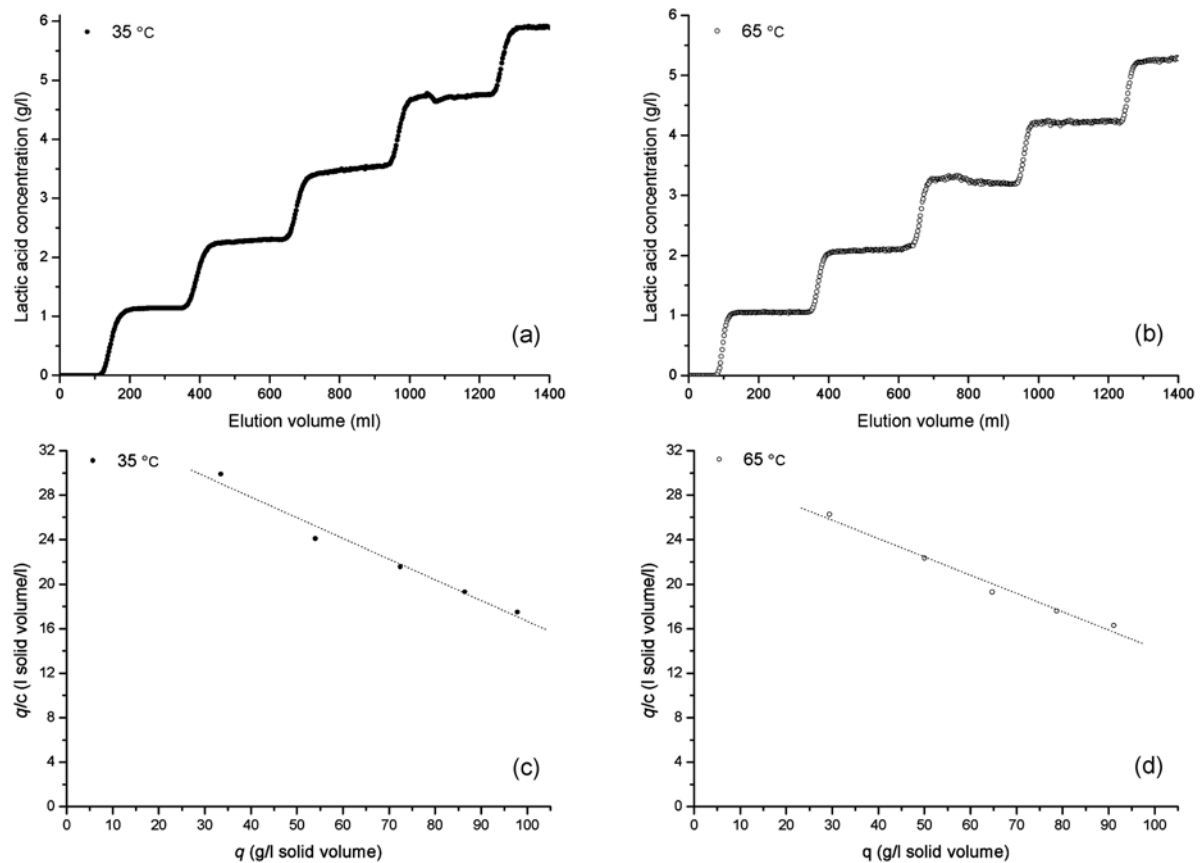 35 °C
Lactic acid concentration (g/l)
6
5
4
3
2
1
0
(a)
0 200 400 600 800 1000 1200 1400
Elution volume (ml)
65 °C
Lactic acid concentration (g/l)
6
5
4
3
2
1
0
(b)
0 200 400 600 800 1000 1200 1400
Elution volume (ml)
35 °C
q/c (l solid volume/l)
32
28
24
20
16
12
8
4
0
(c)
0 10 20 30 40 50 60 70 80 90 100
q (g/l solid volume)
65 °C
q/c (l solid volume/l)
32
28
24
20
16
12
8
4
0
(d)
0 10 20 30 40 50 60 70 80 90 100
q (g/l solid volume)